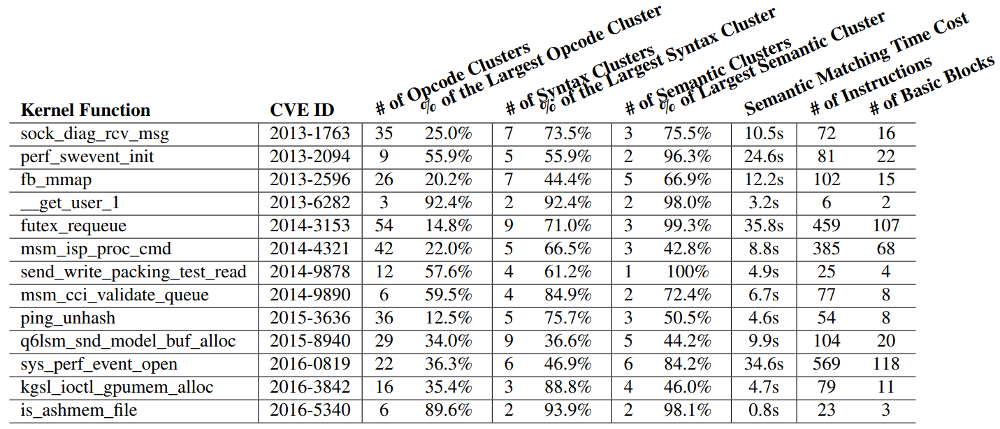 Kernel Function CVE ID # of Opcode Clusters % of the Largest Opcode Cluster # of Syntax Clusters % of the Largest Syntax Cluster # of Semantic Clusters % of Largest Semantic Cluster Semantic Matching Time Cost # of Instructions # of Basic Blocks
sock_diag_rcv_msg 2013-1763 35 25.0% 7 73.5% 3 75.5% 10.5s 72 16
perf_swevent_init 2013-2094 9 55.9% 5 55.9% 2 96.3% 24.6s 81 22
fb_mmap 2013-2596 26 20.2% 7 44.4% 5 66.9% 12.2s 102 15
__get_user_1 2013-6282 3 92.4% 2 92.4% 2 98.0% 3.2s 6 2
futex_requeue 2014-3153 54 14.8% 9 71.0% 3 99.3% 35.8s 459 107
msm_isp_proc_cmd 2014-4321 42 22.0% 5 66.5% 3 42.8% 8.8s 385 68
send_write_packing_test_read 2014-9878 12 57.6% 4 61.2% 1 100% 4.9s 25 4
msm_cci_validate_queue 2014-9890 6 59.5% 4 84.9% 2 72.4% 6.7s 77 8
ping_unhash 2015-3636 36 12.5% 5 75.7% 3 50.5% 4.6s 54 8
q6lsm_snd_model_buf_alloc 2015-8940 29 34.0% 9 36.6% 5 44.2% 9.9s 104 20
sys_perf_event_open 2016-0819 22 36.3% 6 46.9% 6 84.2% 34.6s 569 118
kgsl_ioctl_gpumem_alloc 2016-3842 16 35.4% 3 88.8% 4 46.0% 4.7s 79 11
is_ashmem_file 2016-5340 6 89.6% 2 93.9% 2 98.1% 0.8s 23 3